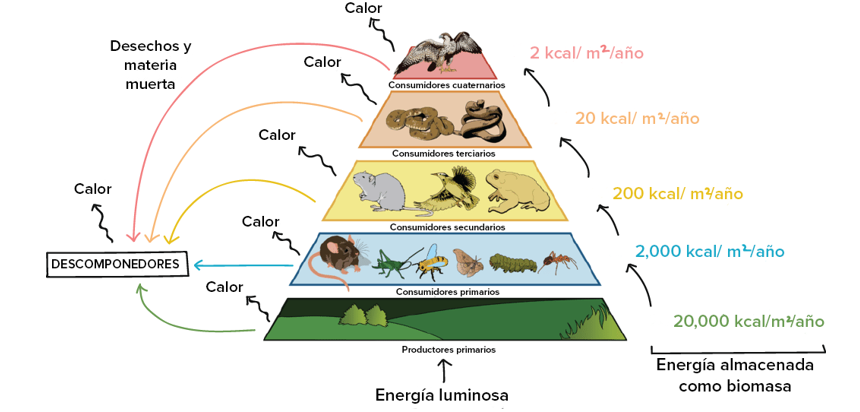 Calor
Desechos y
materia
muerta
Calor
2 kcal/ m²/año
Consumidores cuaternarios
20 kcal/ m²/año
Calor
Consumidores terciarios
Calor
200 kcal/ m²/año
Calor
Consumidores secundarios
2,000 kcal/ m²/año
DESCOMPONEDORES
Calor
Consumidores primarios
20,000 kcal/m²/año
Productores primarios
Energía almacenada
como biomasa
Energía luminosa